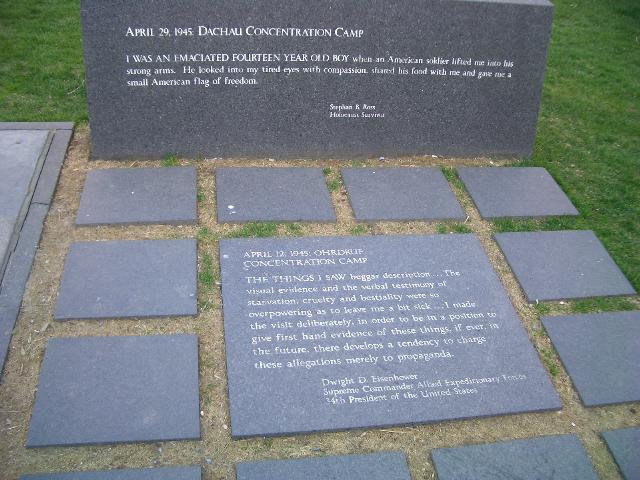 APRIL 29, 1945: DACHAU CONCENTRATION CAMP
I WAS AN EMACIATED FOURTEEN YEAR OLD BOY when an American soldier lifted me into his
strong arms. He looked into my tired eyes with compassion, shared his food with me and gave me a
small American flag of freedom.
Stephan B. Ross
Holocaust Survivor
APRIL 12, 1945: OHRDRUF
CONCENTRATION CAMP
THE THINGS I SAW beggar description ... The
visual evidence and the verbal testimony of
starvation, cruelty and bestiality were so
overpowering as to leave me a bit sick ... I made
the visit deliberately, in order to be in a position to
give first hand evidence of these things, if ever, in
the future, there develops a tendency to charge
these allegations merely to propaganda.
Dwight D. Eisenhower
Supreme Commander Allied Expeditionary Forces
34th President of the United States